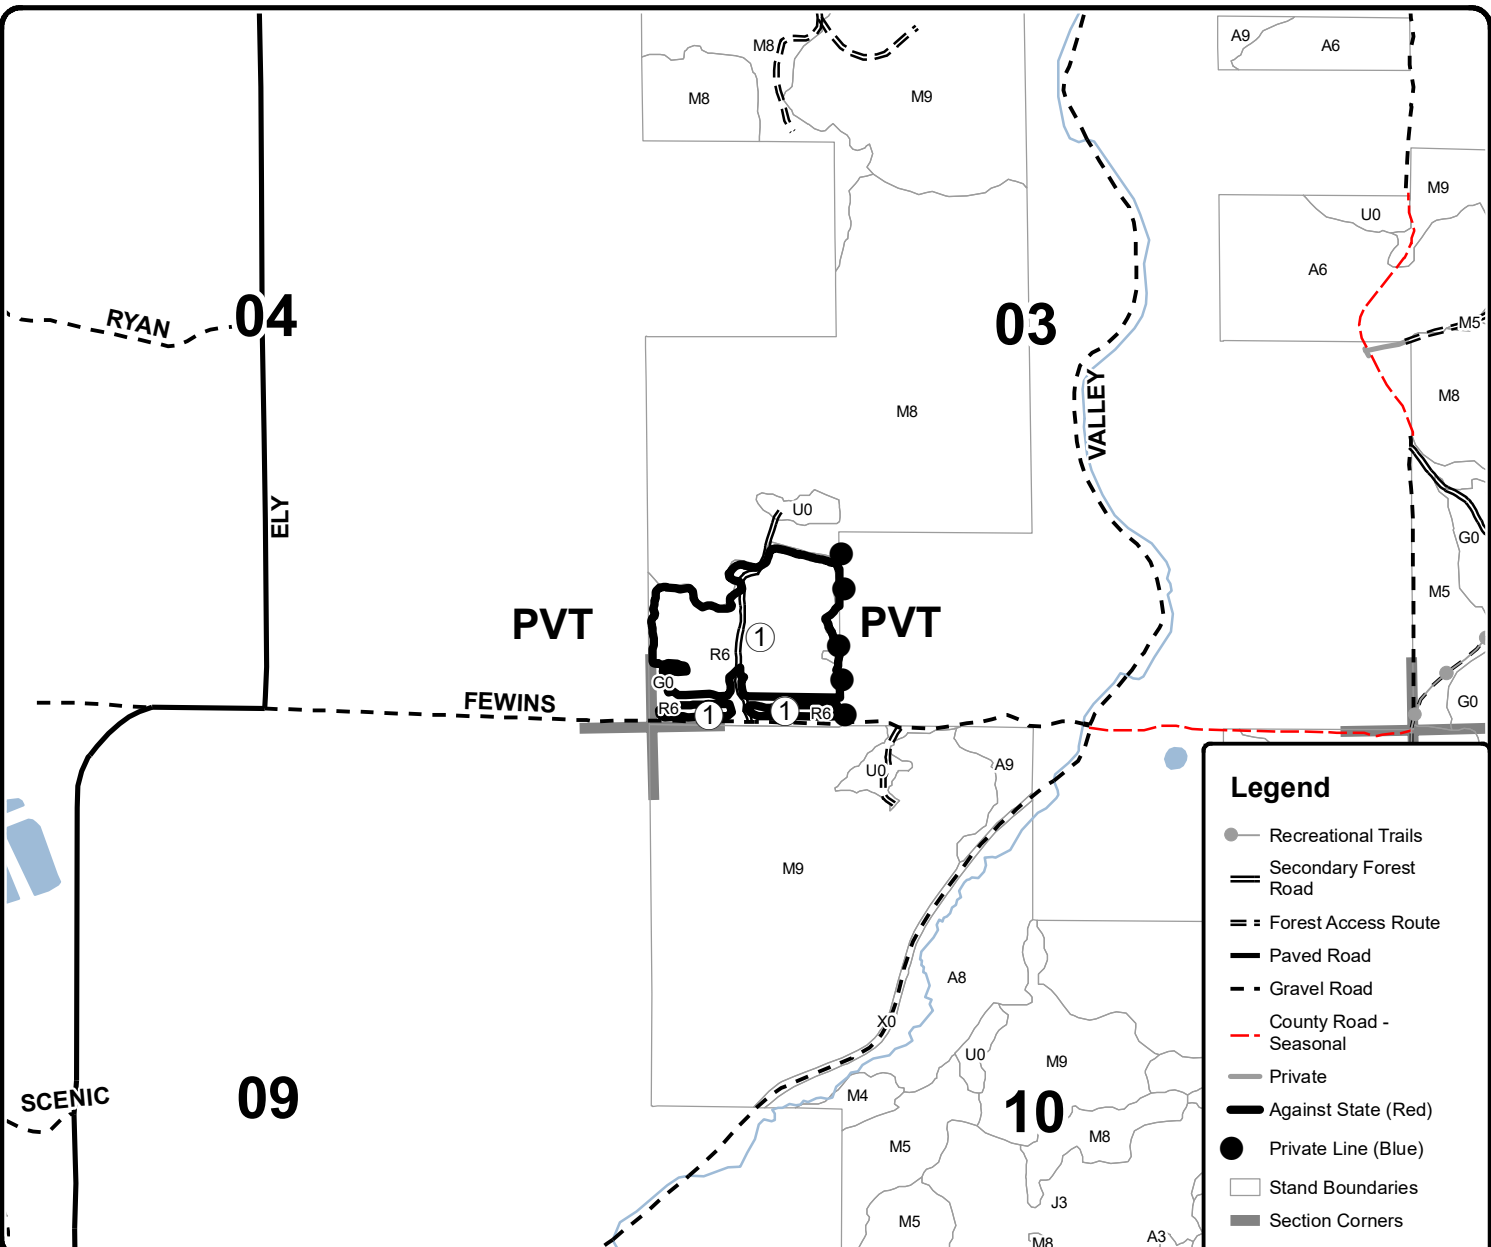 M8
A9
A6
M8
M9
M9
U0
A6
04
03
RYAN
M5
VALLEY
M8
M8
ELY
U0
G0
M5
PVT
PVT
1
R6
G0
R6
1
1
R6
FEWINS
G0
U0
A9
M9
A8
X0
U0
M9
M4
SCENIC
09
10
M8
M5
J3
M5
M8
A3
Legend
Recreational Trails
Secondary Forest
Road
Forest Access Route
Paved Road
Gravel Road
County Road -
Seasonal
Private
Against State (Red)
Private Line (Blue)
Stand Boundaries
Section Corners